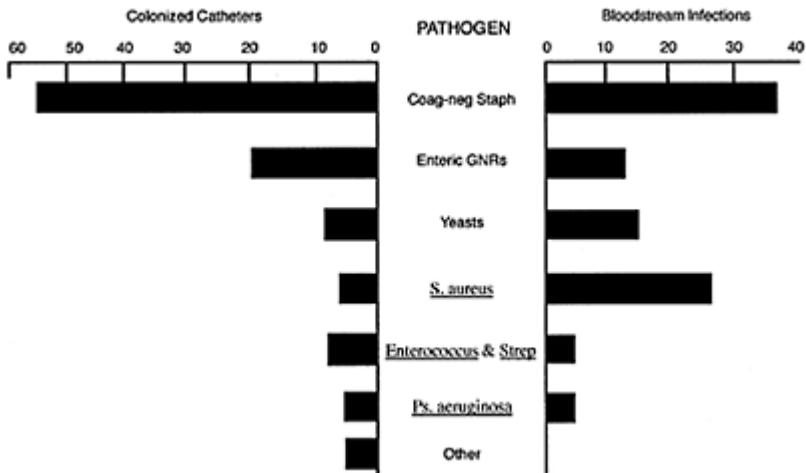 Colonized Catheters
Bloodstream Infections
PATHOGEN
60 50 40 30 20 10 0
0 10 20 30 40
Coag-neg Staph
Enteric GNRs
Yeasts
S. aureus
Enterococcus & Strep
Ps. aeruginosa
Other